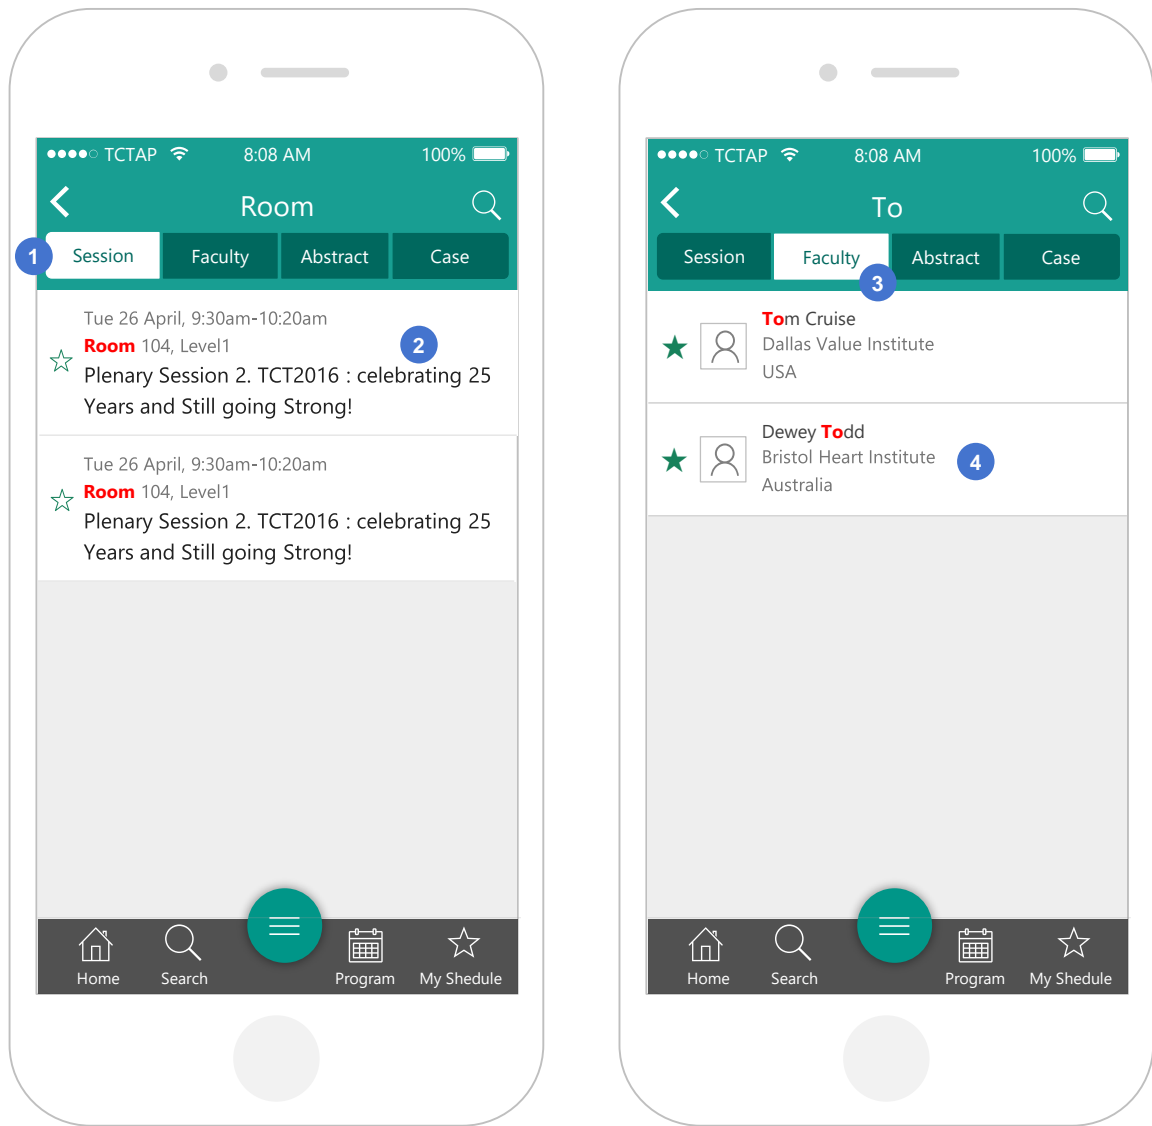 TCTAP 8:08 AM 100%
Room
1 Session Faculty Abstract Case
Tue 26 April, 9:30am-10:20am
Room 104, Level1
2
Plenary Session 2. TCT2016 : celebrating 25
Years and Still going Strong!
Tue 26 April, 9:30am-10:20am
Room 104, Level1
Plenary Session 2. TCT2016 : celebrating 25
Years and Still going Strong!
Home Search Program My Shedule
TCTAP 8:08 AM 100%
To
Session Faculty Abstract Case
3
Tom Cruise
Dallas Value Institute
USA
Dewey Todd
Bristol Heart Institute
4
Australia
Home Search Program My Shedule